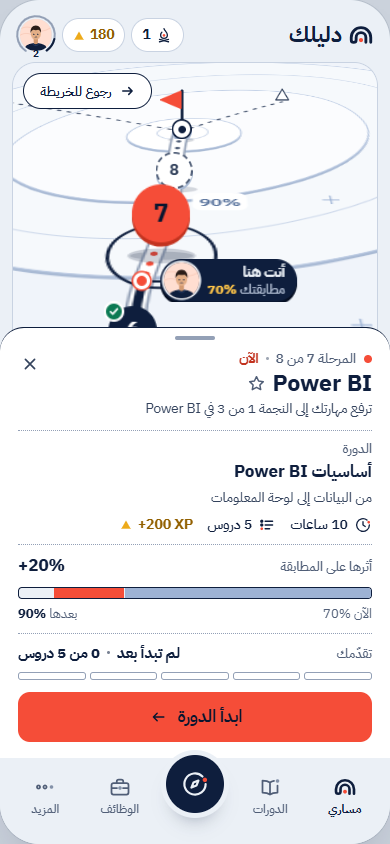 دليلك
1
180
2
رجوع للخريطة
8
90%
7
أنت هنا
مطابقتك 70%
المرحلة 7 من 8 • الآن
Power BI
ترفع مهارتك إلى النجمة 1 من 3 في Power BI
الدورة
أساسيات Power BI
من البيانات إلى لوحة المعلومات
10 ساعات
5 دروس
+200 XP
أثرها على المطابقة
+20%
الآن 70%
بعدها 90%
تقدّمك
لم تبدأ بعد • 0 من 5 دروس
ابدأ الدورة
مساري
الدورات
الوظائف
المزيد